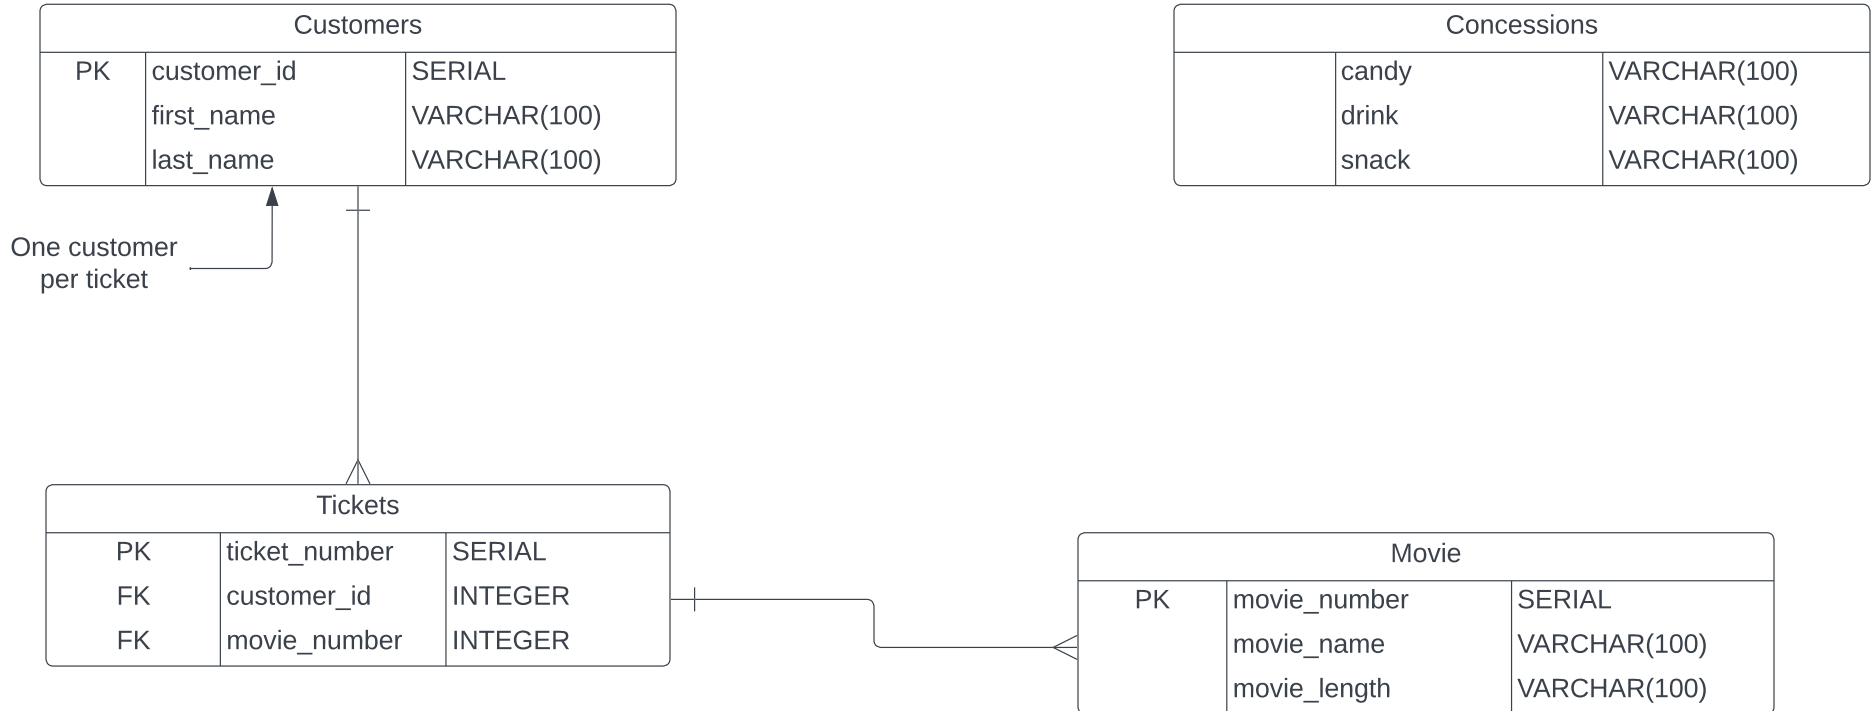 Customers
PK customer_id SERIAL
first_name VARCHAR(100)
last_name VARCHAR(100)
Concessions
candy VARCHAR(100)
drink VARCHAR(100)
snack VARCHAR(100)
One customer
per ticket
Tickets
PK ticket_number SERIAL
FK customer_id INTEGER
FK movie_number INTEGER
Movie
PK movie_number SERIAL
movie_name VARCHAR(100)
movie_length VARCHAR(100)